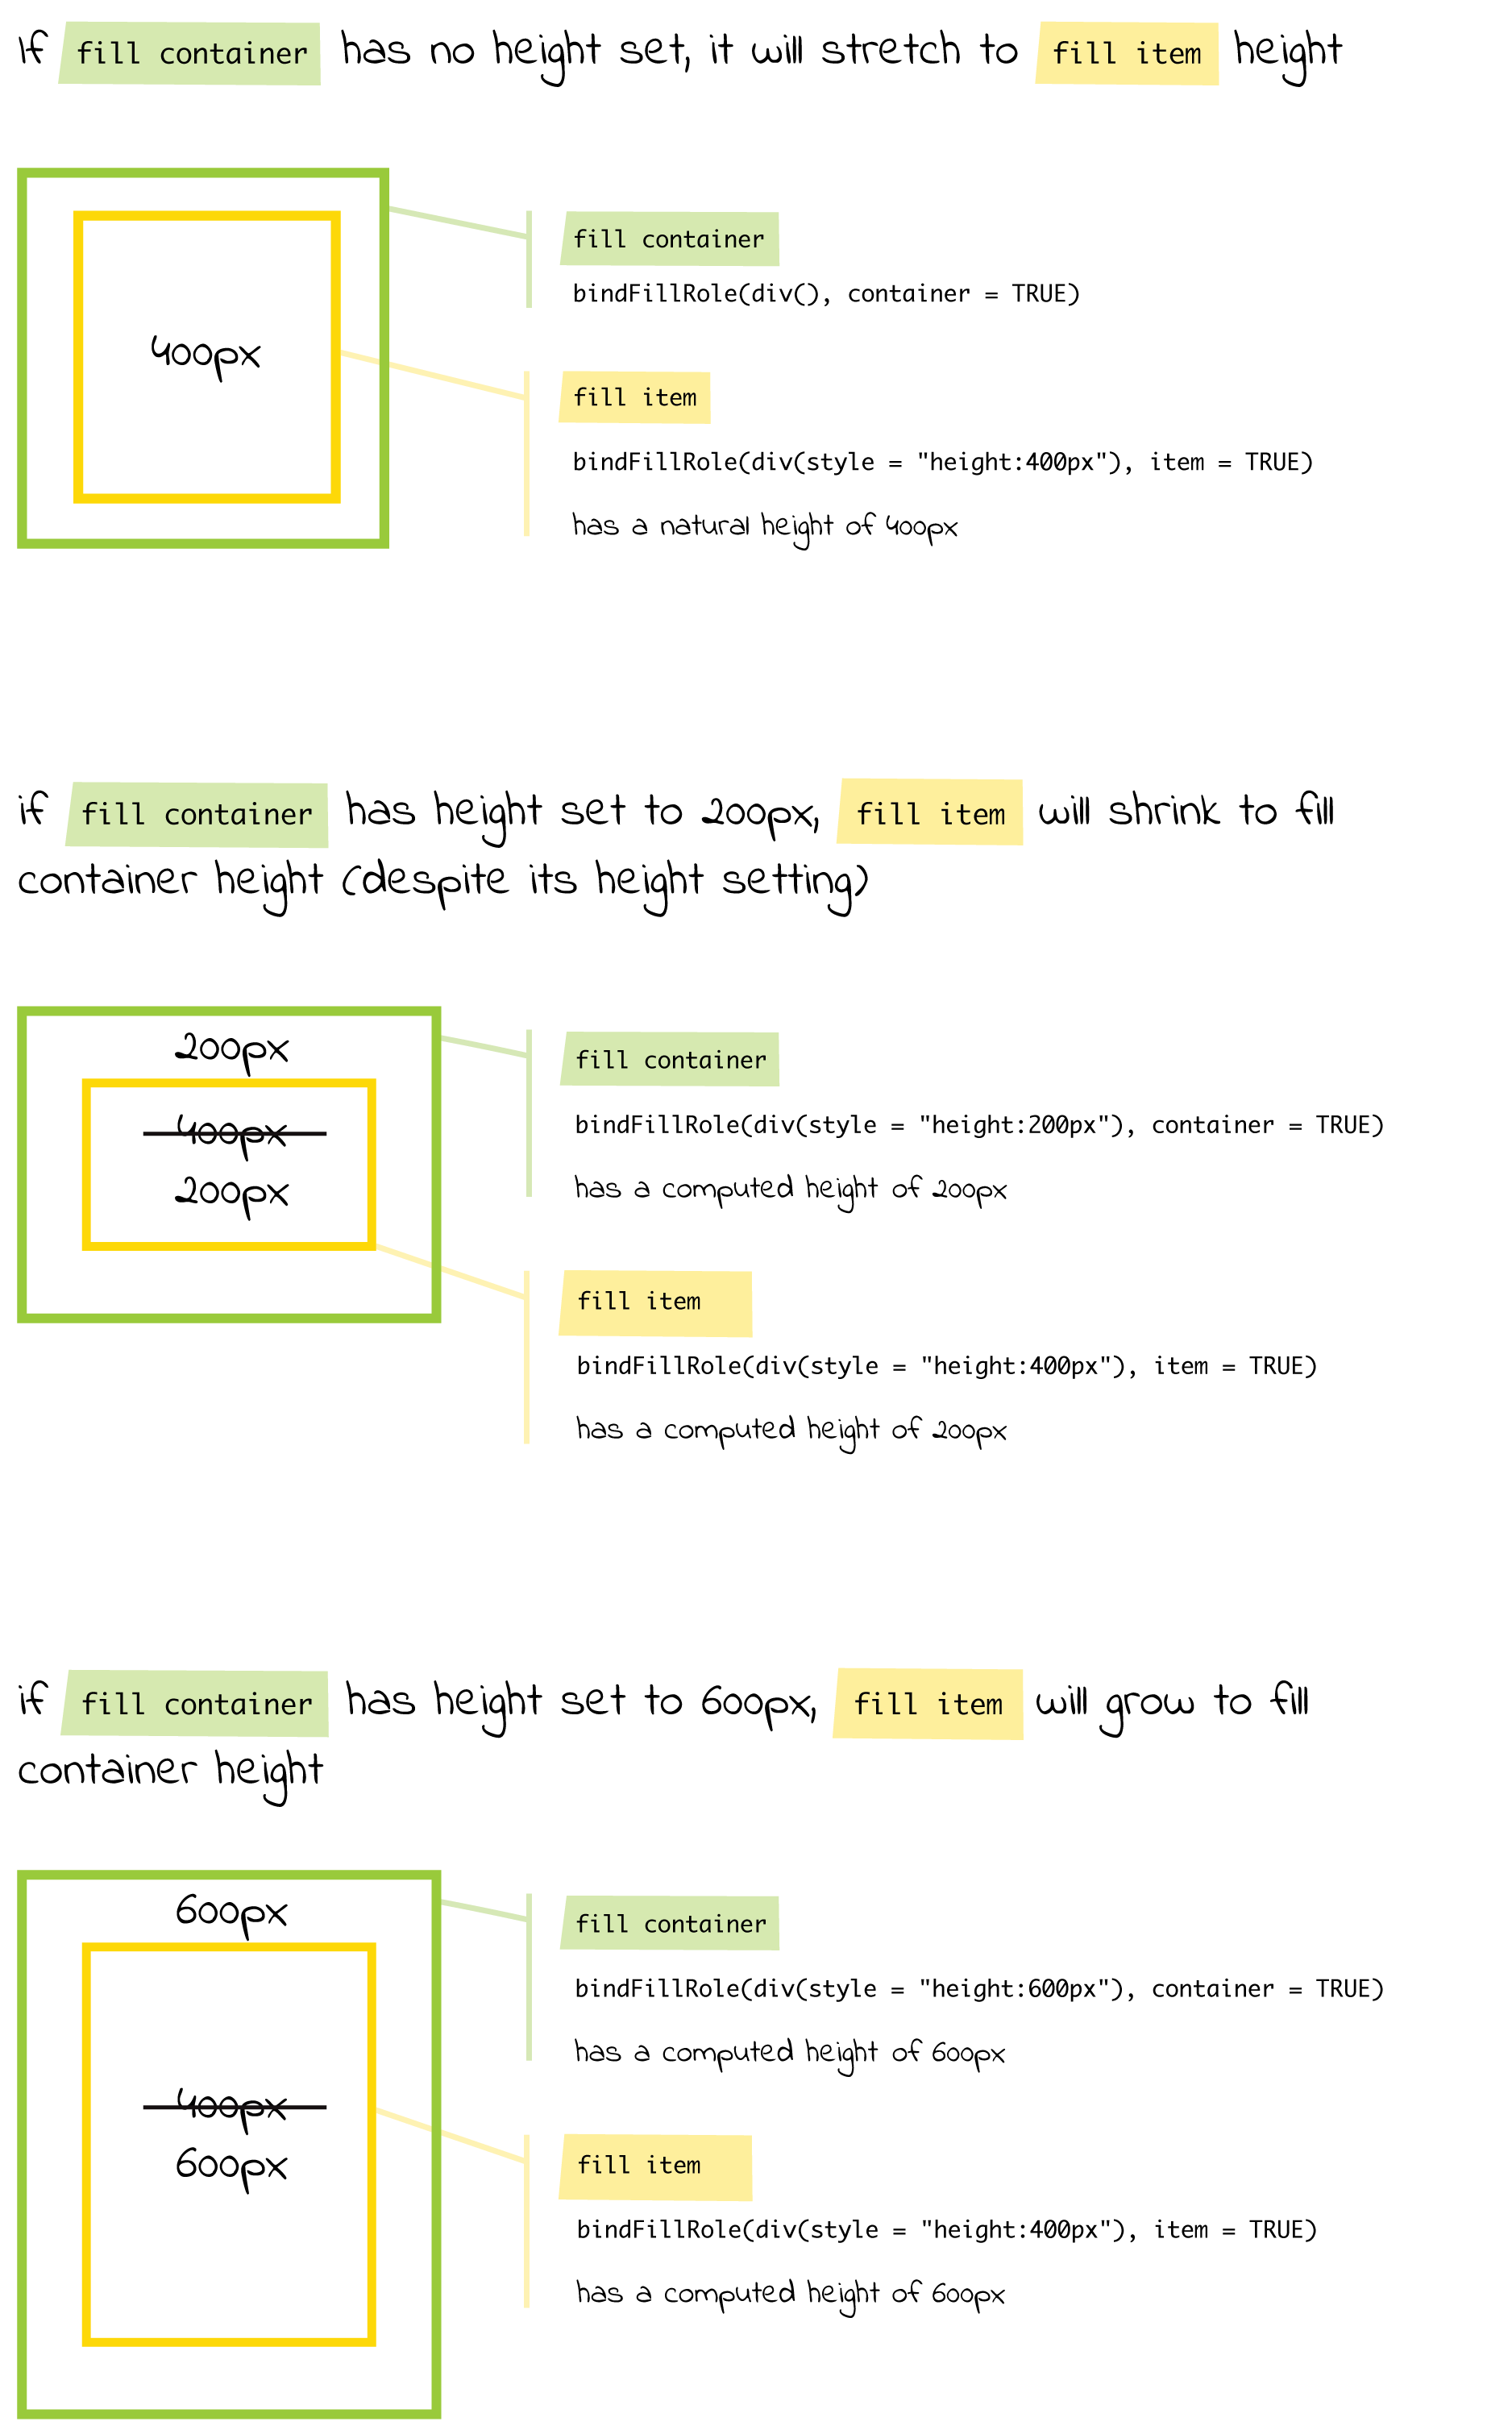 If fill container has no height set, it will stretch to fill item height
400px
fill container
bindFillRole(div(), container = TRUE)
fill item
bindFillRole(div(style = "height:400px"), item = TRUE)
has a natural height of 400px
if fill container has height set to 200px, fill item will shrink to fill
container height (despite its height setting)
200px
400px
200px
fill container
bindFillRole(div(style = "height:200px"), container = TRUE)
has a computed height of 200px
fill item
bindFillRole(div(style = "height:400px"), item = TRUE)
has a computed height of 200px
if fill container has height set to 600px, fill item will grow to fill
container height
600px
400px
600px
fill container
bindFillRole(div(style = "height:600px"), container = TRUE)
has a computed height of 600px
fill item
bindFillRole(div(style = "height:400px"), item = TRUE)
has a computed height of 600px